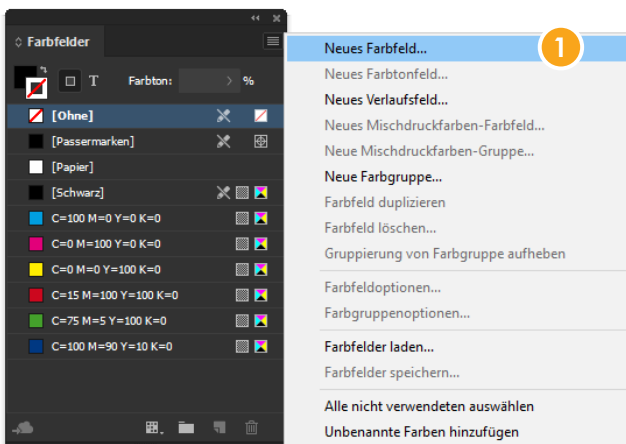 Farbfelder
T Farbton: %
[Ohne]
[Passermarken]
[Papier]
[Schwarz]
C=100 M=0 Y=0 K=0
C=0 M=100 Y=0 K=0
C=0 M=0 Y=100 K=0
C=15 M=100 Y=100 K=0
C=75 M=5 Y=100 K=0
C=100 M=90 Y=10 K=0
Neues Farbfeld...
1
Neues Farbtonfeld...
Neues Verlaufsfeld...
Neues Mischdruckfarben-Farbfeld...
Neue Mischdruckfarben-Gruppe...
Neue Farbgruppe...
Farbfeld duplizieren
Farbfeld löschen...
Gruppierung von Farbgruppe aufheben
Farbfeldoptionen...
Farbgruppenoptionen...
Farbfelder laden...
Farbfelder speichern...
Alle nicht verwendeten auswählen
Unbenannte Farben hinzufügen